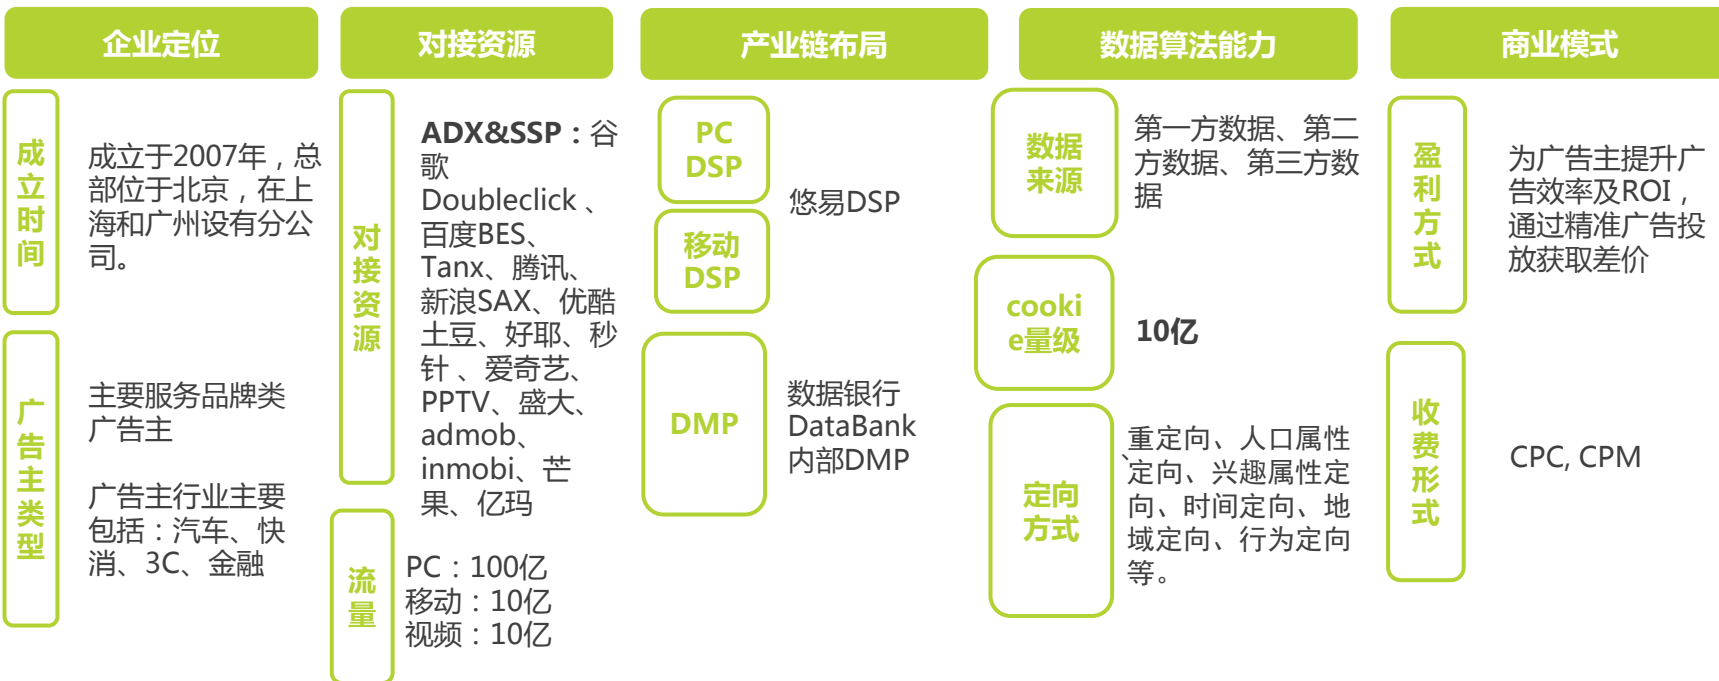 企业定位
成立时间
成立于2007年，总
部位于北京，在上
海和广州设有分公
司。
广告主类型
主要服务品牌类
广告主
广告主行业主要
包括：汽车、快
消、3C、金融
对接资源
对接资源
ADX&SSP：谷
歌
Doubleclick 、
百度BES、
Tanx、腾讯、
新浪SAX、优酷
土豆、好耶、秒
针 、爱奇艺、
PPTV、盛大、
admob、
inmobi、芒
果、亿玛
流量
PC：100亿
移动：10亿
视频：10亿
产业链布局
PC
DSP
移动
DSP
悠易DSP
DMP
数据银行
DataBank
内部DMP
数据算法能力
数据
来源
第一方数据、第二
方数据、第三方数
据
cooki
e量级
10亿
定向
方式
、
重定向、人口属性
定向、兴趣属性定
向、时间定向、地
域定向、行为定向
等。
商业模式
盈利方式
为广告主提升广
告效率及ROI，
通过精准广告投
放获取差价
收费形式
CPC, CPM